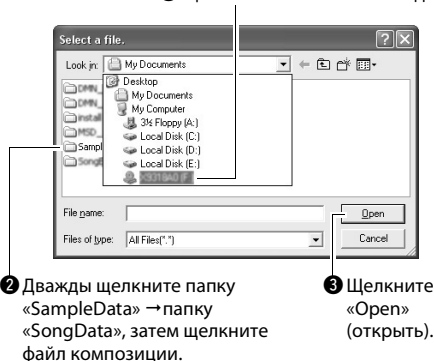 Select a file.
Look in:
My Documents
Desktop
My Documents
My Computer
3½ Floppy (A:)
Local Disk (C:)
Local Disk (D:)
Local Disk (E:)
Sampl
File name:
Open
Files of type:
All Files(*.*)
Cancel
❷ Дважды щелкните папку
«SampleData» →папку
«SongData», затем щелкните
файл композиции.
❸ Щелкните
«Open»
(открыть).